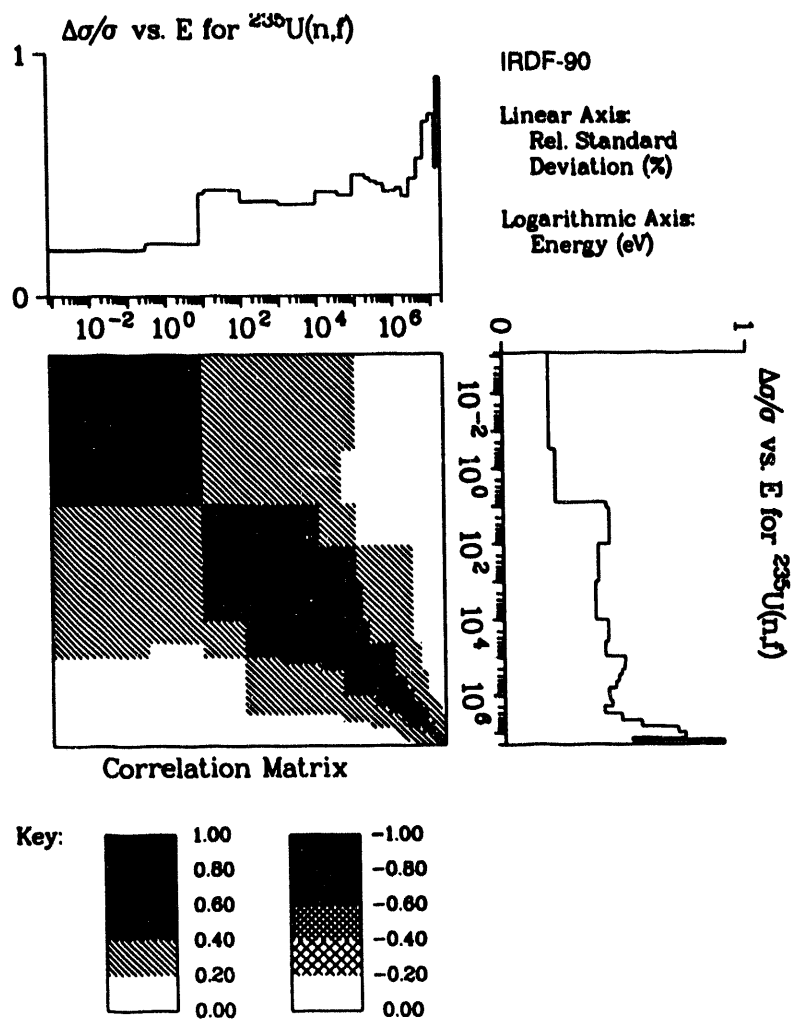 Δσ/σ vs. E for ²³⁵U(n,f)
1
0
10⁻² 10⁰ 10² 10⁴ 10⁶
IRDF-90
Linear Axis:
Rel. Standard
Deviation (%)
Logarithmic Axis:
Energy (eV)
0 1
10⁻² 10⁰ 10² 10⁴ 10⁶
Δσ/σ vs. E for ²³⁵U(n,f)
Correlation Matrix
Key:
1.00 -1.00
0.80 -0.80
0.60 -0.60
0.40 -0.40
0.20 -0.20
0.00 0.00